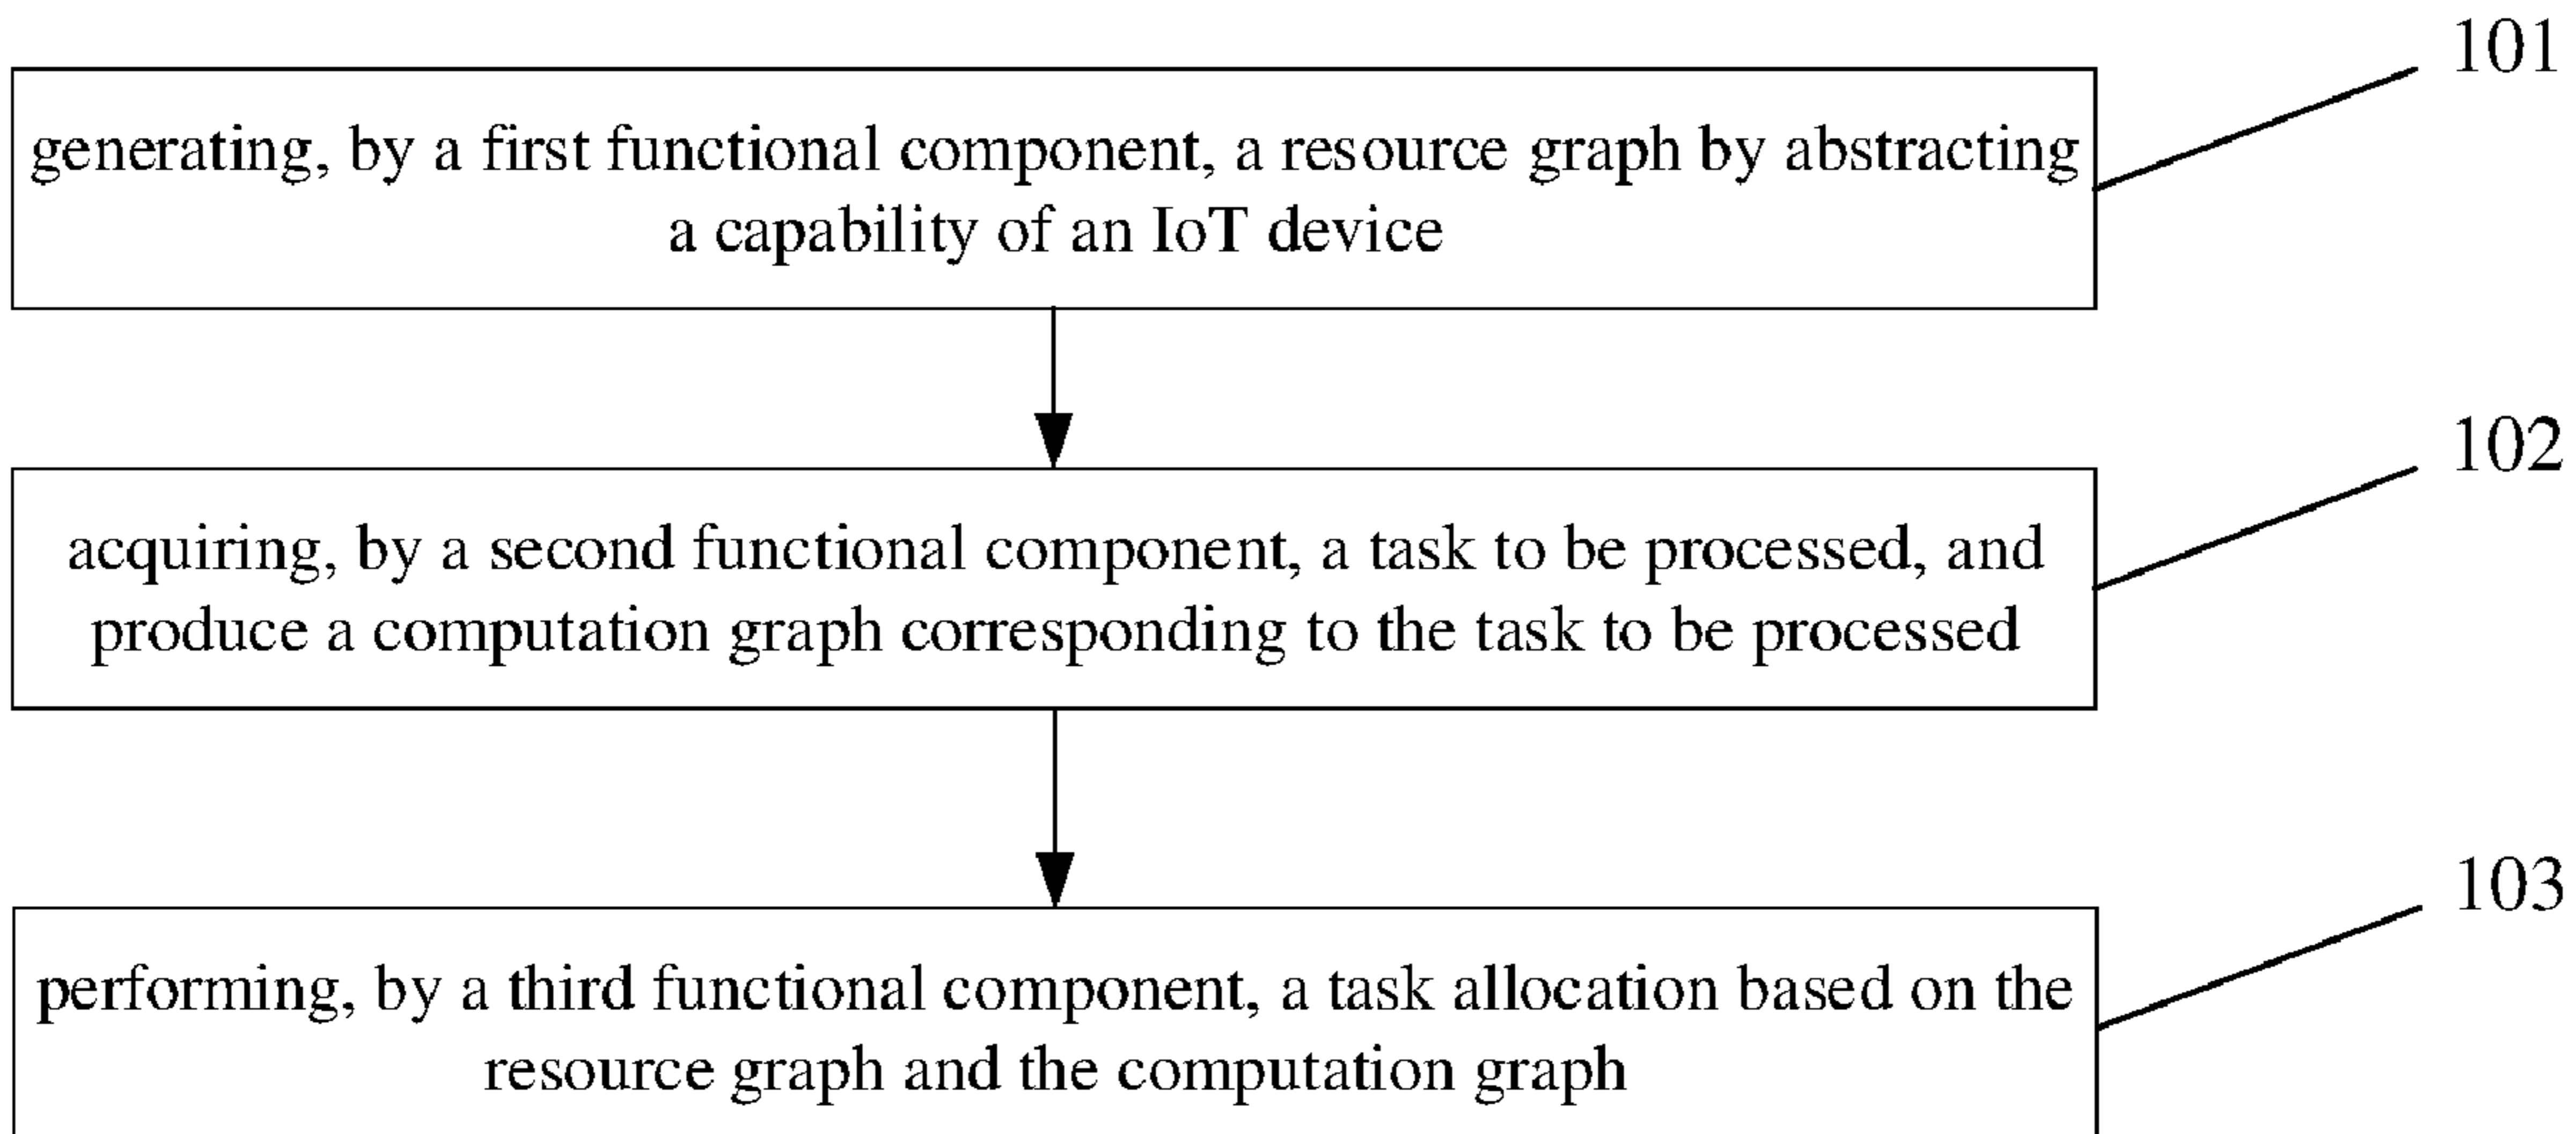 101
generating, by a first functional component, a resource graph by abstracting
a capability of an IoT device
102
acquiring, by a second functional component, a task to be processed, and
produce a computation graph corresponding to the task to be processed
103
performing, by a third functional component, a task allocation based on the
resource graph and the computation graph